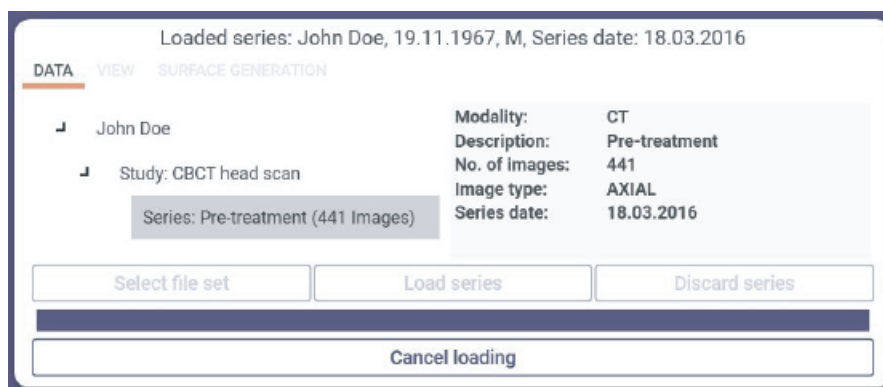 Loaded series: John Doe, 19.11.1967, M, Series date: 18.03.2016
DATA VIEW SURFACE GENERATION
John Doe
Study: CBCT head scan
Series: Pre-treatment (441 Images)
Modality: CT
Description: Pre-treatment
No. of images: 441
Image type: AXIAL
Series date: 18.03.2016
Select file set
Load series
Discard series
Cancel loading